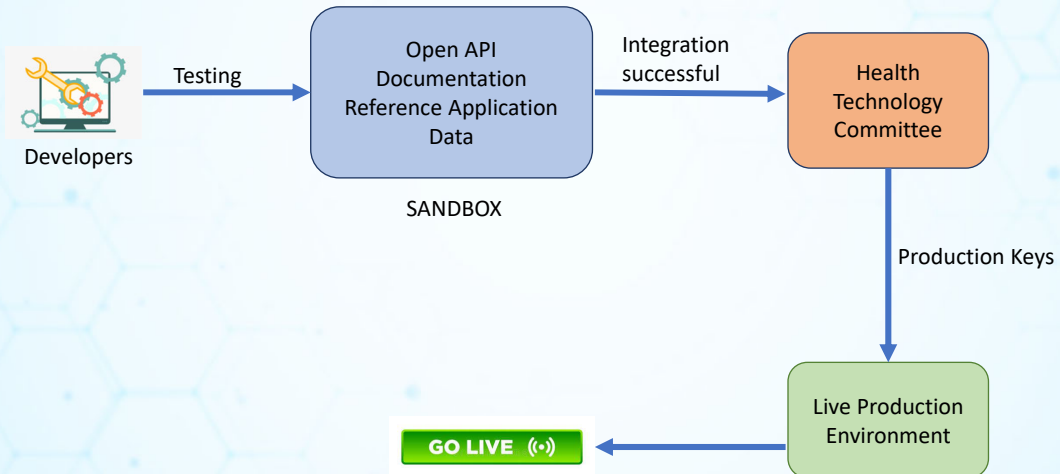 Developers
Testing
Open API
Documentation
Reference Application
Data
SANDBOX
Integration
successful
Health
Technology
Committee
Production Keys
Live Production
Environment
GO LIVE